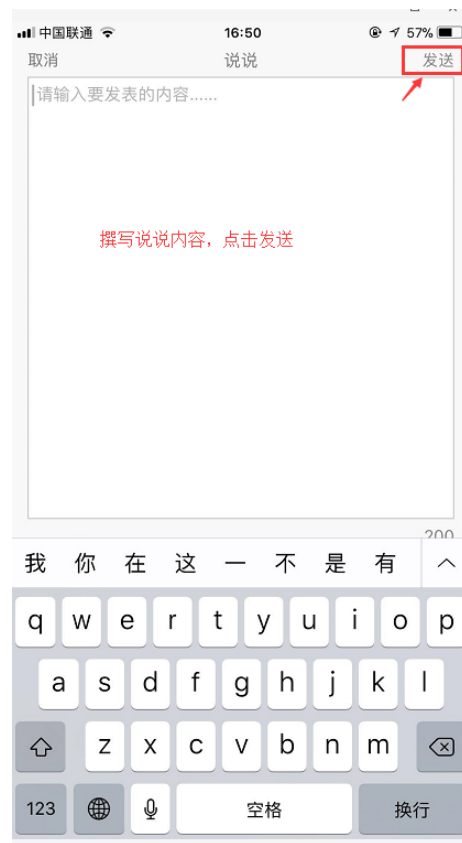 中国联通 16:50 57%
取消 说说 发送
请输入要发表的内容......
撰写说说内容，点击发送
200
我 你 在 这 一 不 是 有
q w e r t y u i o p
a s d f g h j k l
z x c v b n m
123 空格 换行